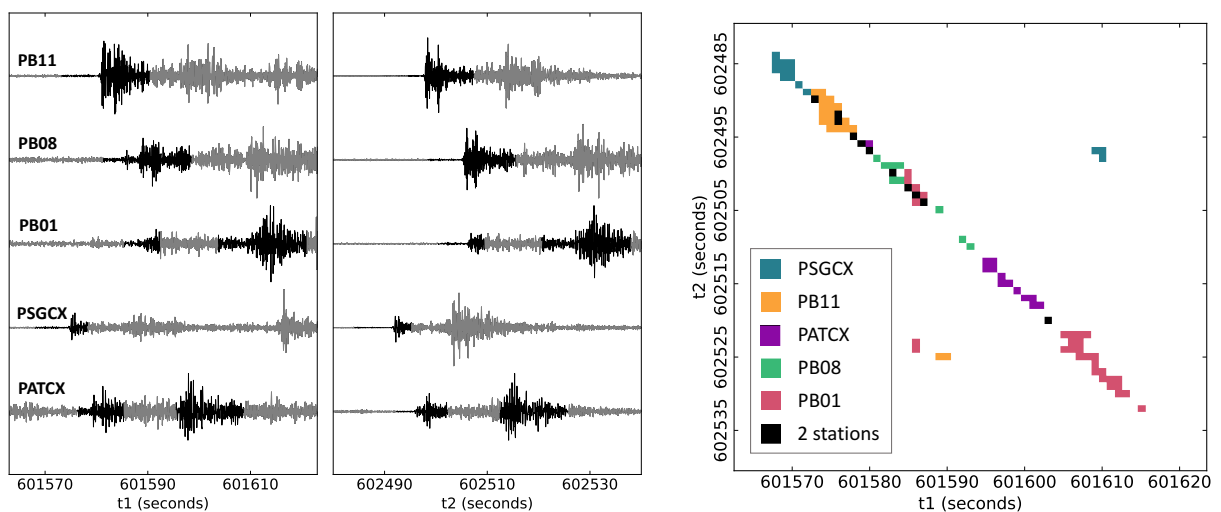 PB11
PB08
PB01
PSGCX
PATCX
601570 601590 601610
t1 (seconds)
602490 602510 602530
t2 (seconds)
602485
602495
602505
602515
602525
602535
t2 (seconds)
PSGCX
PB11
PATCX
PB08
PB01
2 stations
601570 601580 601590 601600 601610 601620
t1 (seconds)